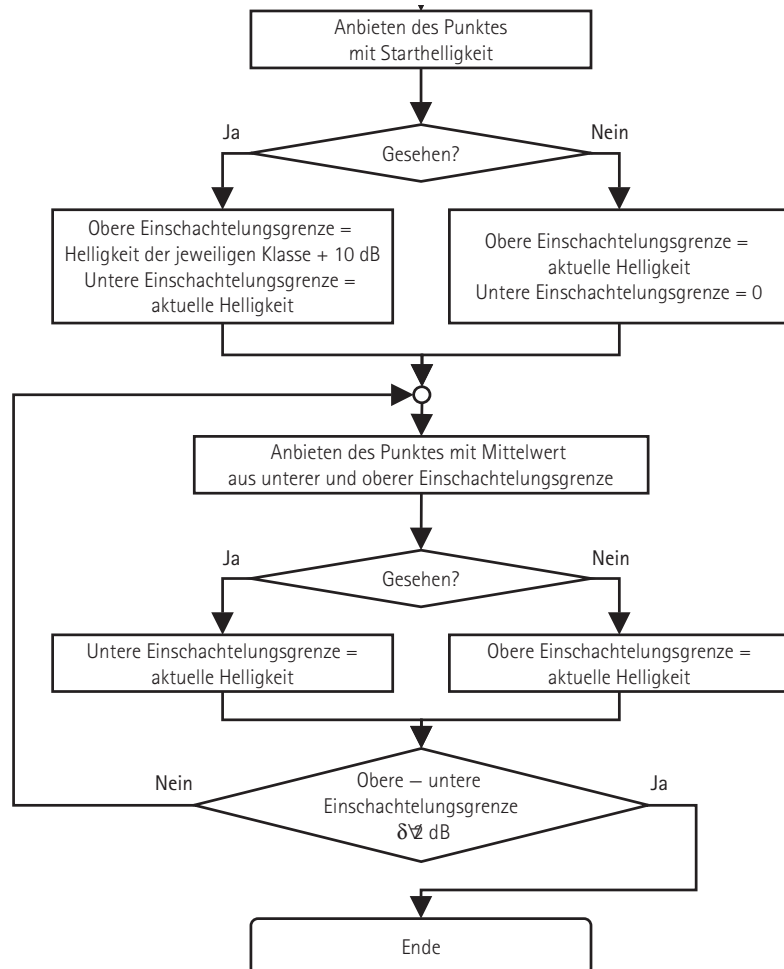 Anbieten des Punktes
mit Starthelligkeit
Ja
Nein
Gesehen?
Obere Einschachtelungsgrenze =
Helligkeit der jeweiligen Klasse + 10 dB
Untere Einschachtelungsgrenze =
aktuelle Helligkeit
Obere Einschachtelungsgrenze =
aktuelle Helligkeit
Untere Einschachtelungsgrenze = 0
Anbieten des Punktes mit Mittelwert
aus unterer und oberer Einschachtelungsgrenze
Ja
Nein
Gesehen?
Untere Einschachtelungsgrenze =
aktuelle Helligkeit
Obere Einschachtelungsgrenze =
aktuelle Helligkeit
Nein
Ja
Obere – untere
Einschachtelungsgrenze
dB
Ende